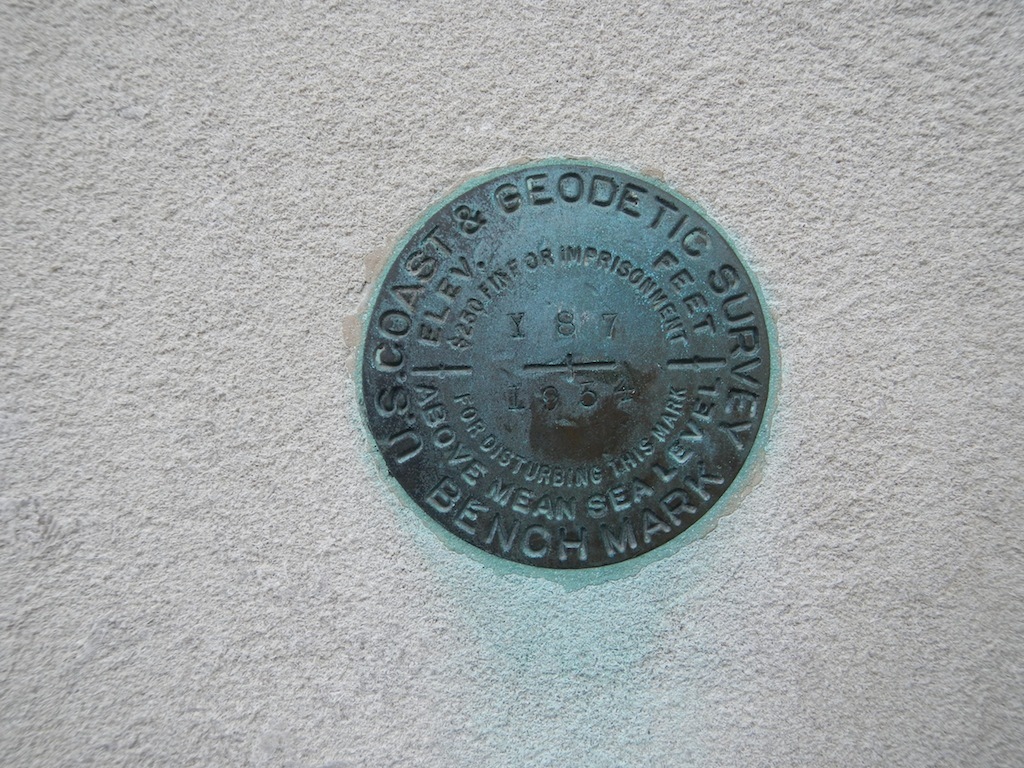 U.S. COAST & GEODETIC SURVEY
ELEV. FEET
$250 FINE OR IMPRISONMENT
Y 87
1934
FOR DISTURBING THIS MARK
ABOVE MEAN SEA LEVEL
BENCH MARK